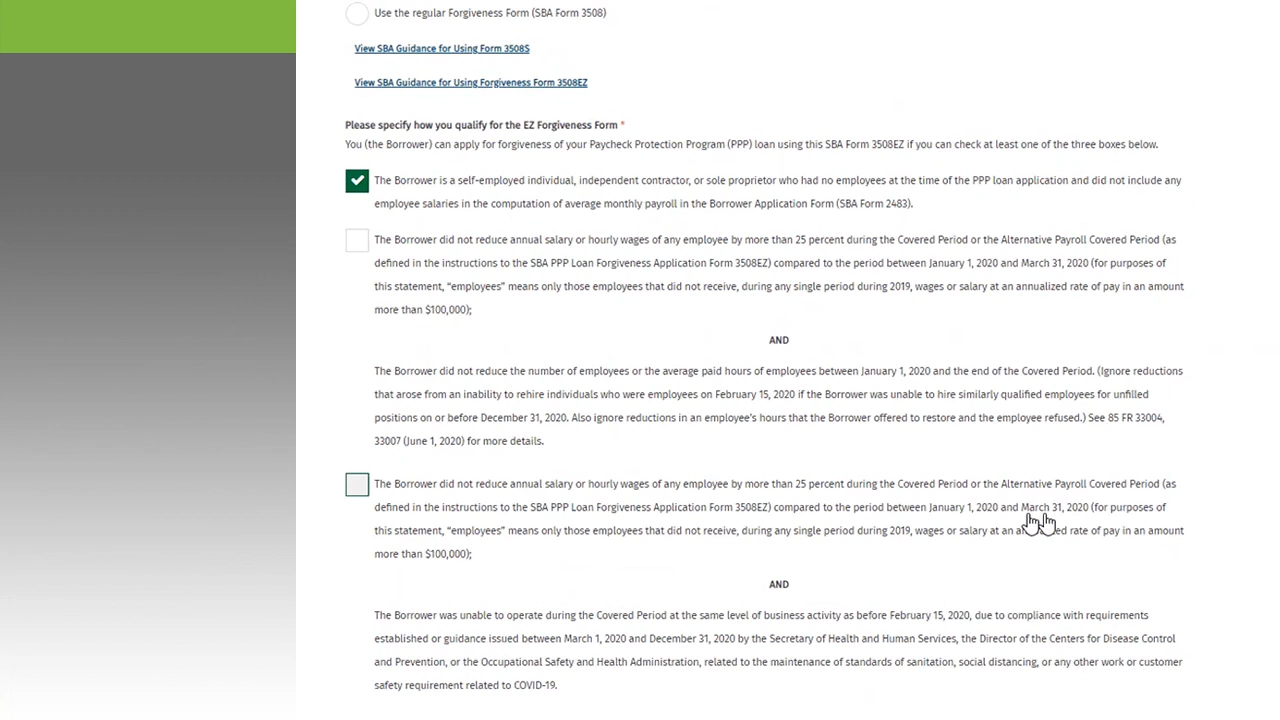 Use the regular Forgiveness Form (SBA Form 3508)
View SBA Guidance for Using Form 3508S
View SBA Guidance for Using Forgiveness Form 3508EZ
Please specify how you qualify for the EZ Forgiveness Form *
You (the Borrower) can apply for forgiveness of your Paycheck Protection Program (PPP) loan using this SBA Form 3508EZ if you can check at least one of the three boxes below.
The Borrower is a self-employed individual, independent contractor, or sole proprietor who had no employees at the time of the PPP loan application and did not include any
employee salaries in the computation of average monthly payroll in the Borrower Application Form (SBA Form 2483).
The Borrower did not reduce annual salary or hourly wages of any employee by more than 25 percent during the Covered Period or the Alternative Payroll Covered Period (as
defined in the instructions to the SBA PPP Loan Forgiveness Application Form 3508EZ) compared to the period between January 1, 2020 and March 31, 2020 (for purposes of
this statement, “employees” means only those employees that did not receive, during any single period during 2019, wages or salary at an annualized rate of pay in an amount
more than $100,000);
AND
The Borrower did not reduce the number of employees or the average paid hours of employees between January 1, 2020 and the end of the Covered Period. (Ignore reductions
that arose from an inability to rehire individuals who were employees on February 15, 2020 if the Borrower was unable to hire similarly qualified employees for unfilled
positions on or before December 31, 2020. Also ignore reductions in an employee’s hours that the Borrower offered to restore and the employee refused.) See 85 FR 33004,
33007 (June 1, 2020) for more details.
The Borrower did not reduce annual salary or hourly wages of any employee by more than 25 percent during the Covered Period or the Alternative Payroll Covered Period (as
defined in the instructions to the SBA PPP Loan Forgiveness Application Form 3508EZ) compared to the period between January 1, 2020 and March 31, 2020 (for purposes of
this statement, “employees” means only those employees that did not receive, during any single period during 2019, wages or salary at an annualized rate of pay in an amount
more than $100,000);
AND
The Borrower was unable to operate during the Covered Period at the same level of business activity as before February 15, 2020, due to compliance with requirements
established or guidance issued between March 1, 2020 and December 31, 2020 by the Secretary of Health and Human Services, the Director of the Centers for Disease Control
and Prevention, or the Occupational Safety and Health Administration, related to the maintenance of standards of sanitation, social distancing, or any other work or customer
safety requirement related to COVID-19.